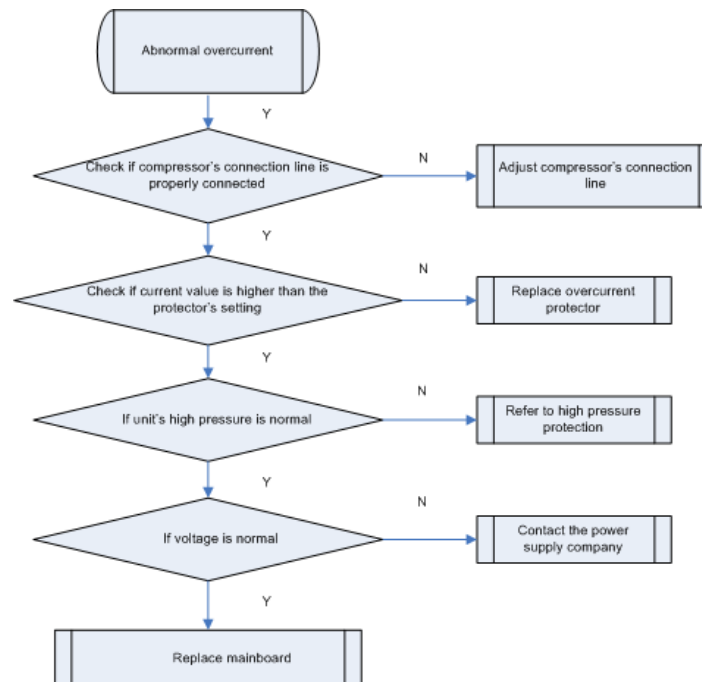 Abnormal overcurrent
Y
Check if compressor's connection line is
properly connected
N
Adjust compressor's connection
line
Y
Check if current value is higher than the
protector's setting
N
Replace overcurrent
protector
Y
If unit's high pressure is normal
N
Refer to high pressure
protection
Y
If voltage is normal
N
Contact the power
supply company
Y
Replace mainboard